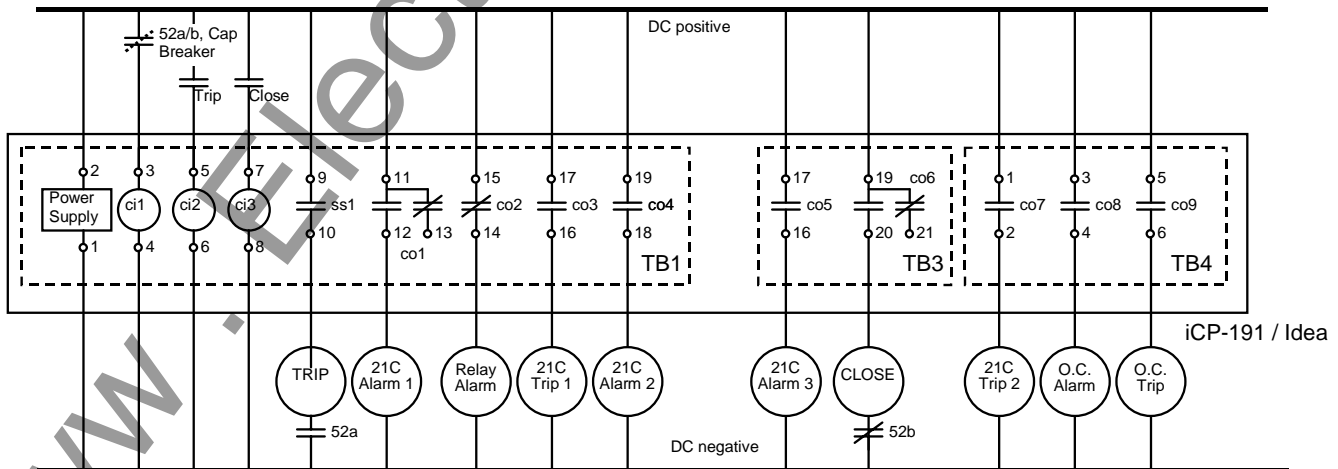 DC positive
52a/b, Cap
Breaker
Trip
Close
2 3 5 7 9 11 15 17 19 17 19 co6 1 3 5
Power
Supply
ci1 ci2 ci3 ss1 co2 co3 co4 co5 co7 co8 co9
1 4 6 8 10 12 13 14 16 18 16 20 21 2 4 6
co1
TB1 TB3 TB4
iCP-191 / Idea
TRIP
21C
Alarm 1
Relay
Alarm
21C
Trip 1
21C
Alarm 2
21C
Alarm 3
CLOSE
21C
Trip 2
O.C.
Alarm
O.C.
Trip
52a
52b
DC negative
www . Elec